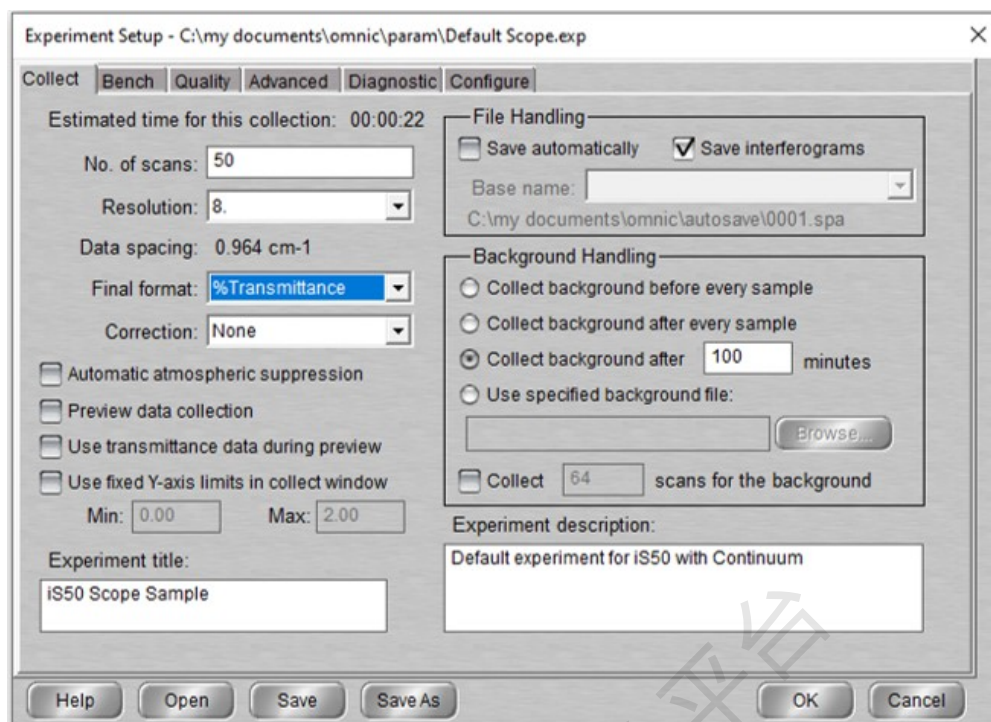 Experiment Setup - C:\my documents\omnic\param\Default Scope.exp
Collect Bench Quality Advanced Diagnostic Configure
Estimated time for this collection: 00:00:22
No. of scans: 50
Resolution: 8.
Data spacing: 0.964 cm-1
Final format: %Transmittance
Correction: None
Automatic atmospheric suppression
Preview data collection
Use transmittance data during preview
Use fixed Y-axis limits in collect window
Min: 0.00 Max: 2.00
Experiment title:
iS50 Scope Sample
File Handling
Save automatically Save interferograms
Base name:
C:\my documents\omnic\autosave\0001.spa
Background Handling
Collect background before every sample
Collect background after every sample
Collect background after 100 minutes
Use specified background file:
Browse...
Collect 64 scans for the background
Experiment description:
Default experiment for iS50 with Continuum
Help Open Save Save As OK Cancel
平台